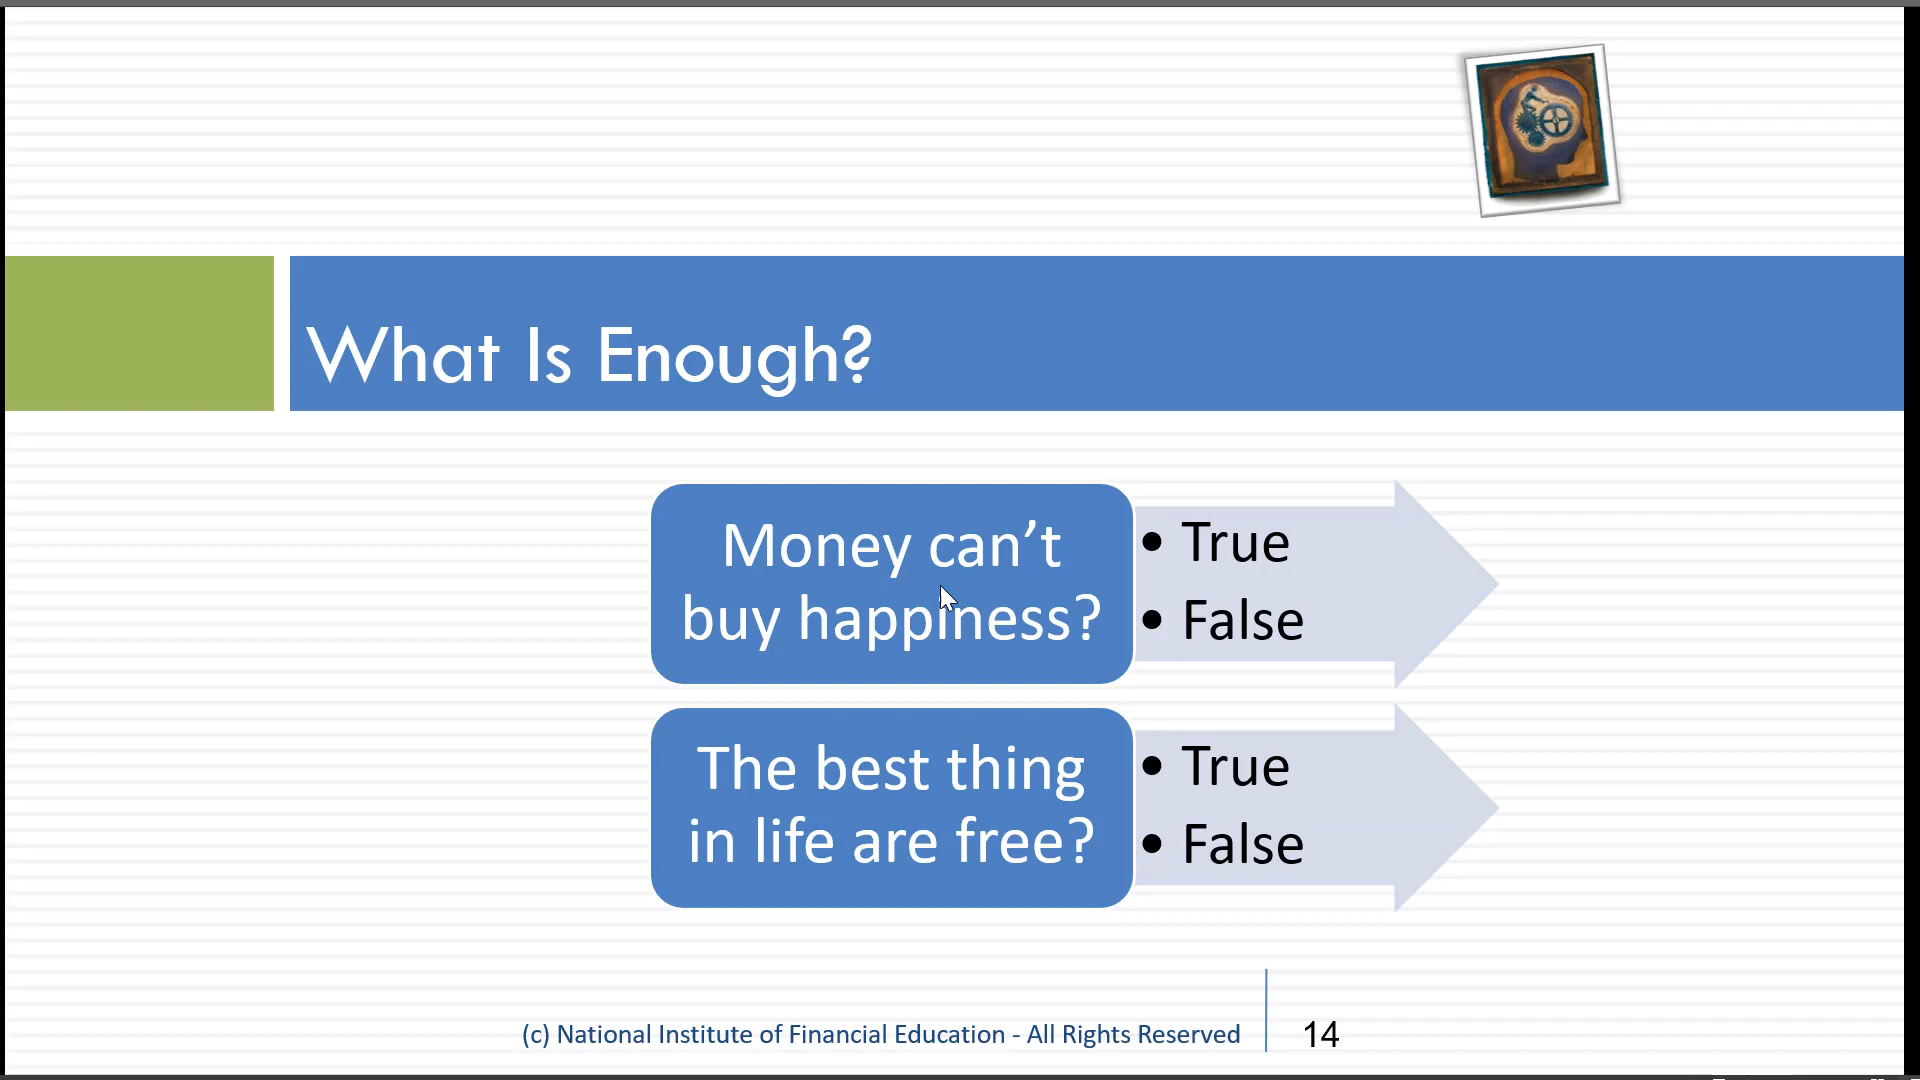 What Is Enough?
Money can’t
buy happiness?
• True
• False
The best thing
in life are free?
• True
• False
(c) National Institute of Financial Education - All Rights Reserved
14